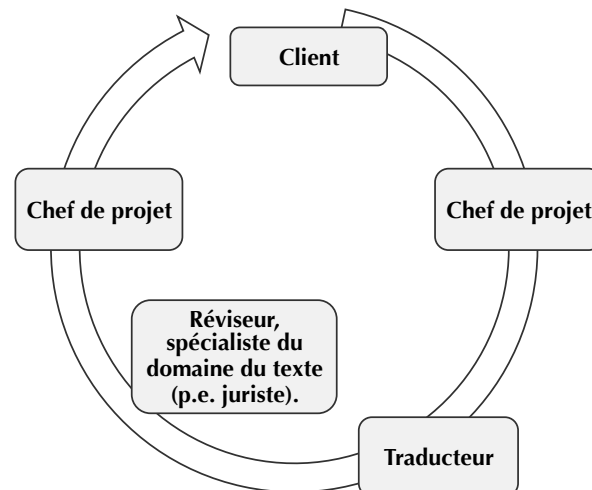 Client
Chef de projet
Chef de projet
Réviseur,
spécialiste du
domaine du texte
(p.e. juriste).
Traducteur